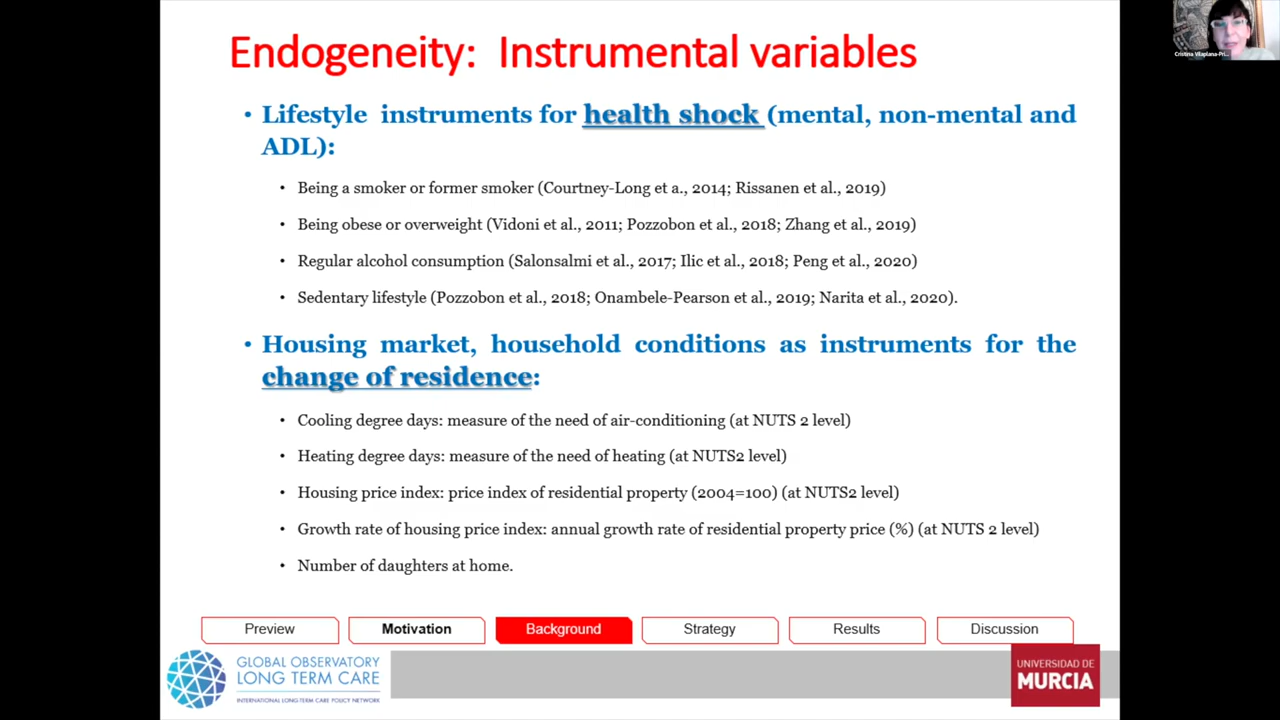 Endogeneity: Instrumental variables
• Lifestyle instruments for health shock (mental, non-mental and
ADL):
• Being a smoker or former smoker (Courtney-Long et a., 2014; Rissanen et al., 2019)
• Being obese or overweight (Vidoni et al., 2011; Pozzobon et al., 2018; Zhang et al., 2019)
• Regular alcohol consumption (Salonsalmi et al., 2017; Ilic et al., 2018; Peng et al., 2020)
• Sedentary lifestyle (Pozzobon et al., 2018; Onambele-Pearson et al., 2019; Narita et al., 2020).
• Housing market, household conditions as instruments for the
change of residence:
• Cooling degree days: measure of the need of air-conditioning (at NUTS 2 level)
• Heating degree days: measure of the need of heating (at NUTS2 level)
• Housing price index: price index of residential property (2004=100) (at NUTS2 level)
• Growth rate of housing price index: annual growth rate of residential property price (%) (at NUTS 2 level)
• Number of daughters at home.
Preview Motivation Background Strategy Results Discussion
GLOBAL OBSERVATORY
LONG TERM CARE
INTERNATIONAL LONG-TERM CARE POLICY NETWORK
UNIVERSIDAD DE
MURCIA
Cristina Vilaplana-Pri...